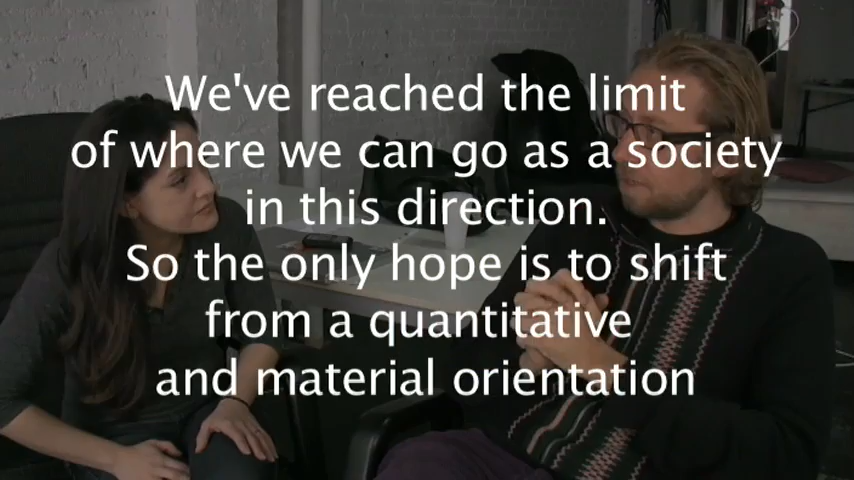 We've reached the limit
of where we can go as a society
in this direction.
So the only hope is to shift
from a quantitative
and material orientation